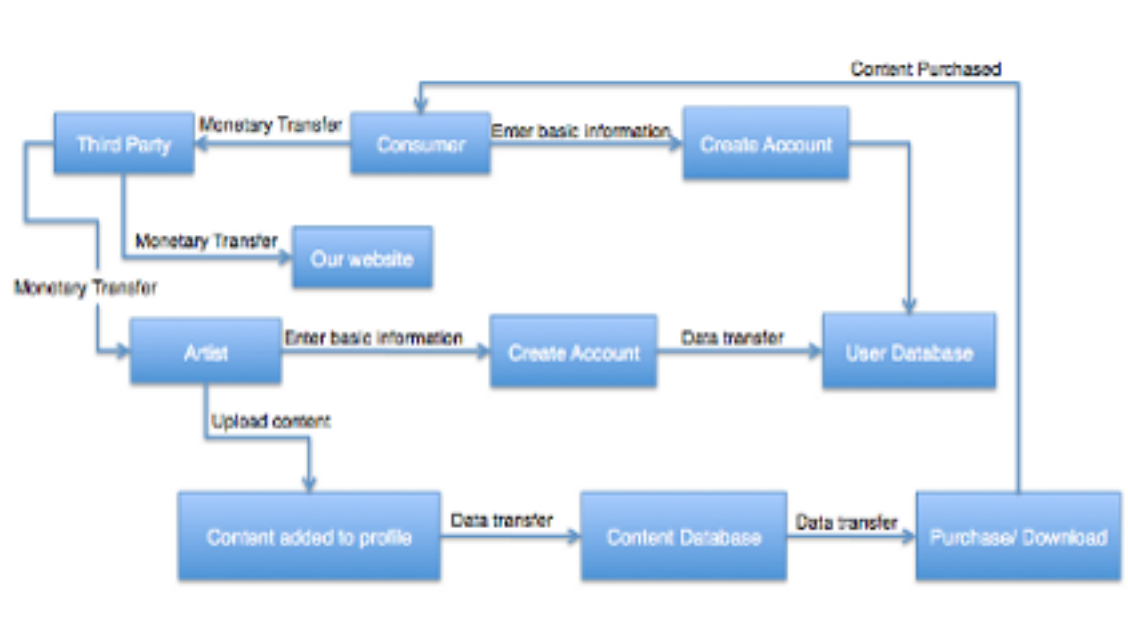 Content Purchased
Third Party
Monetary Transfer
Consumer
Enter basic information
Create Account
Monetary Transfer
Our website
Monetary Transfer
Artist
Enter basic information
Create Account
Data transfer
User Database
Upload content
Content added to profile
Data transfer
Content Database
Data transfer
Purchase/ Download